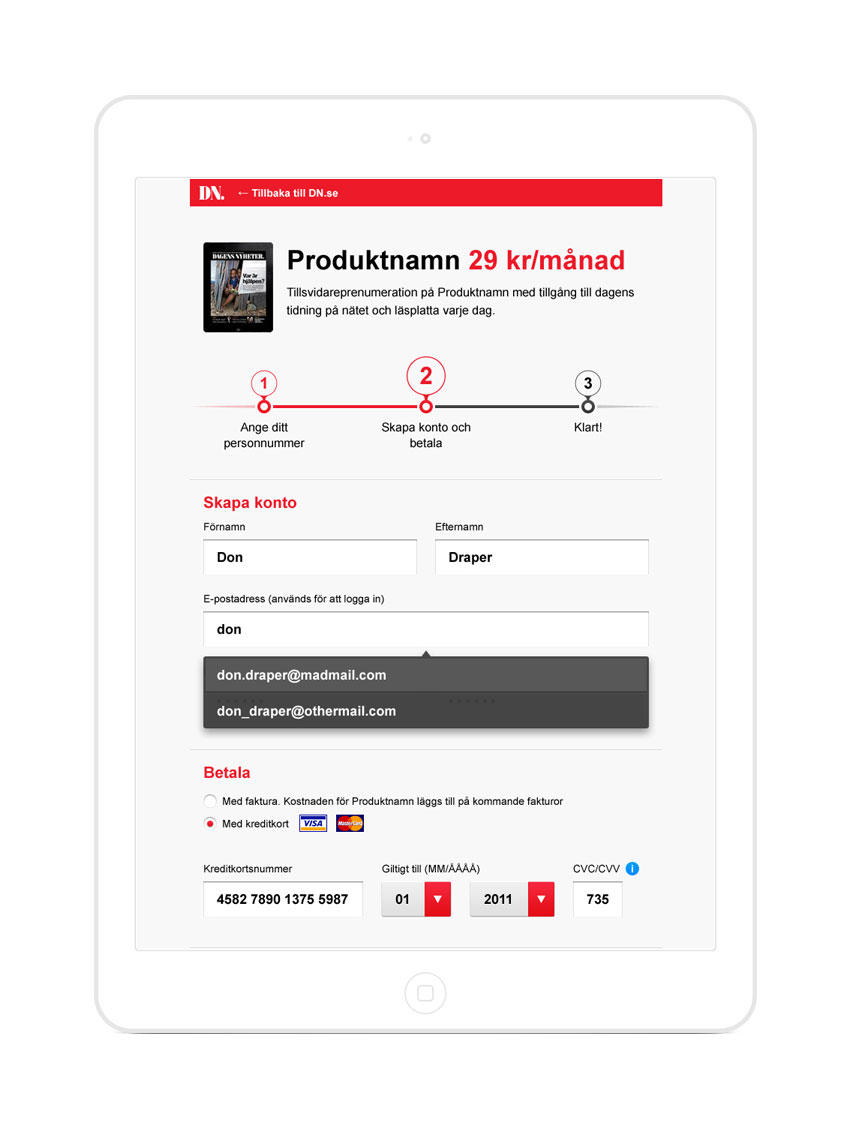 DN. ← Tillbaka till DN.se
DAGENS NYHETER.
Var är
hjälpen?
Produktnamn 29 kr/månad
Tillsvidareprenumeration på Produktnamn med tillgång till dagens
tidning på nätet och läsplatta varje dag.
1 2 3
Ange ditt
personnummer
Skapa konto och
betala
Klart!
Skapa konto
Förnamn Efternamn
Don Draper
E-postadress (används för att logga in)
don
don.draper@madmail.com
don_draper@othermail.com
Betala
Med faktura. Kostnaden för Produktnamn läggs till på kommande fakturor
Med kreditkort VISA MasterCard
Kreditkortsnummer Giltigt till (MM/ÅÅÅÅ) CVC/CVV i
4582 7890 1375 5987 01 ▼ 2011 ▼ 735